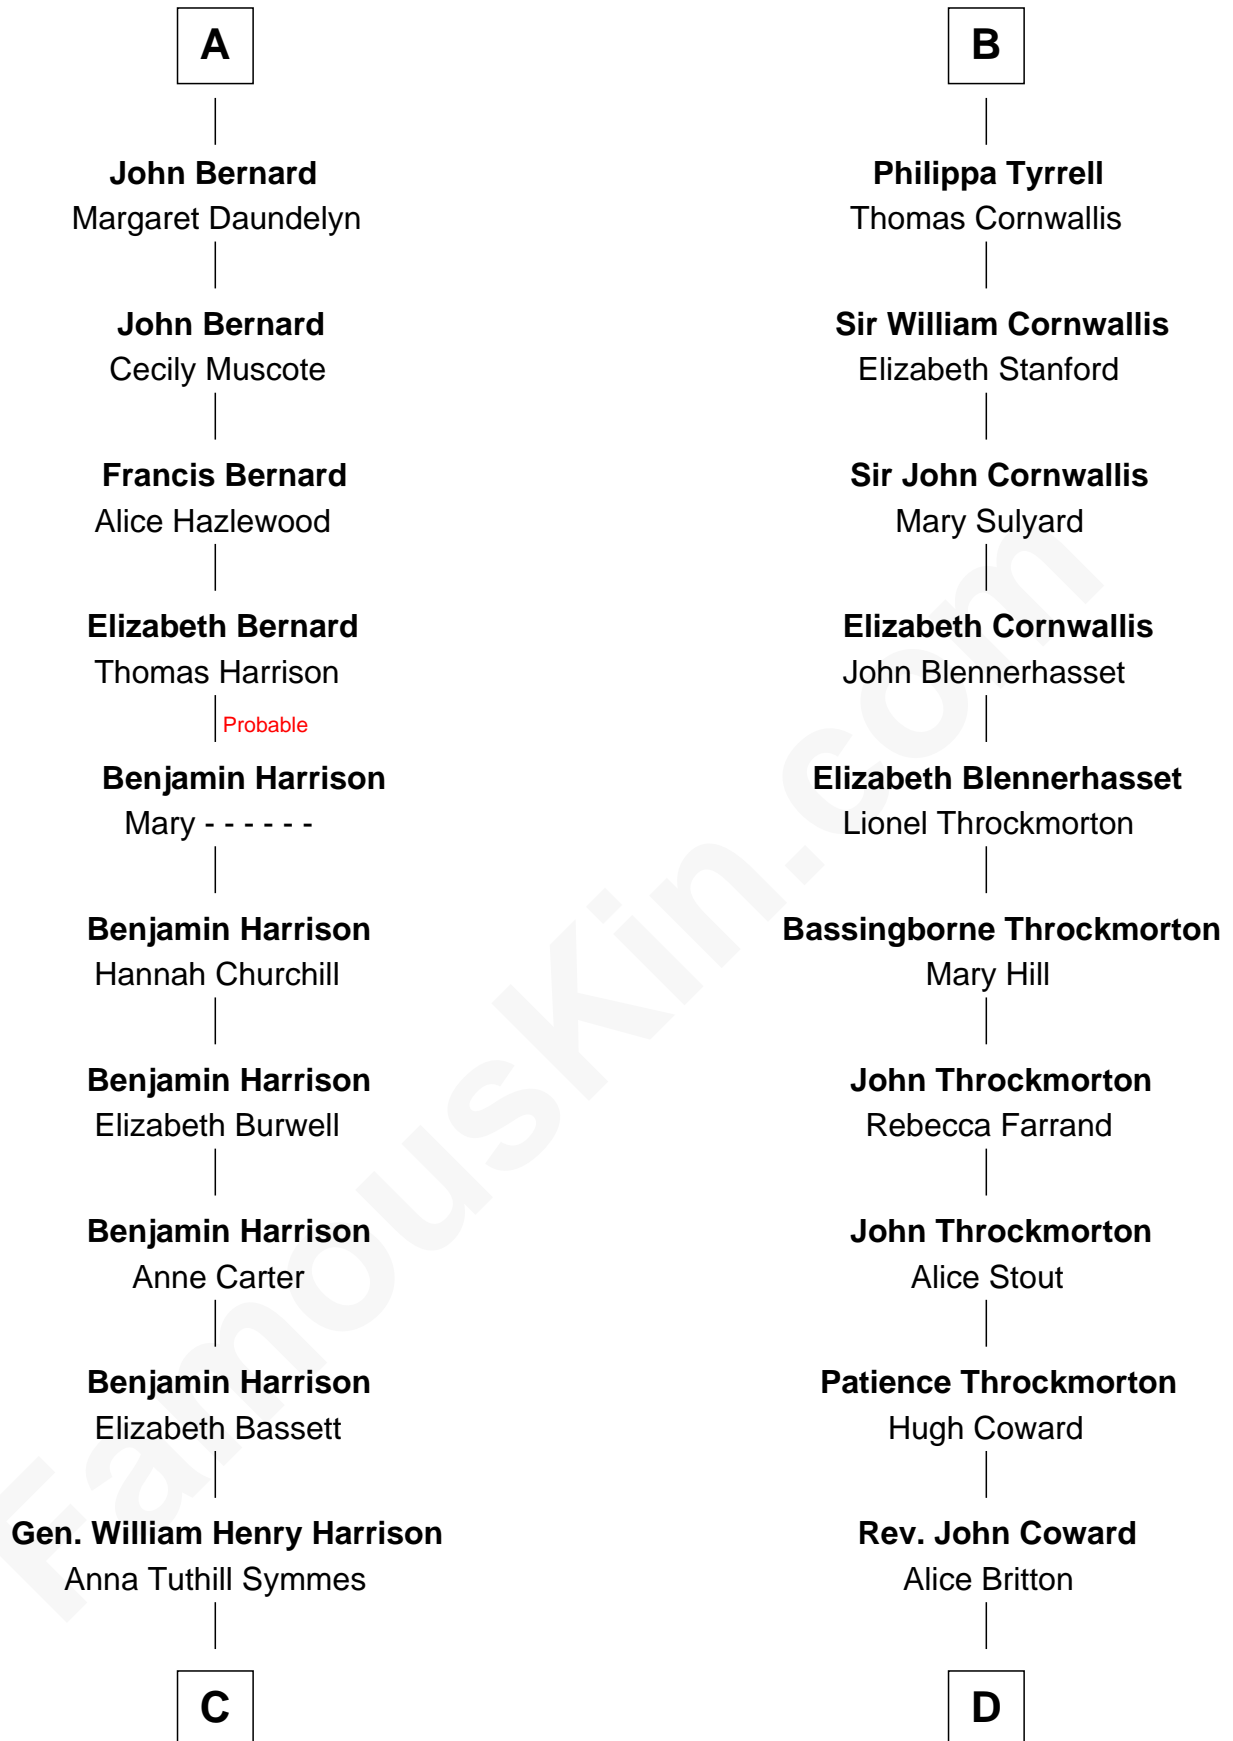 A
John Bernard
Margaret Daundelyn
John Bernard
Cecily Muscote
Francis Bernard
Alice Hazlewood
Elizabeth Bernard
Thomas Harrison
Probable
Benjamin Harrison
Mary - - - - - -
Benjamin Harrison
Hannah Churchill
Benjamin Harrison
Elizabeth Burwell
Benjamin Harrison
Anne Carter
Benjamin Harrison
Elizabeth Bassett
Gen. William Henry Harrison
Anna Tuthill Symmes
C
B
Philippa Tyrrell
Thomas Cornwallis
Sir William Cornwallis
Elizabeth Stanford
Sir John Cornwallis
Mary Sulyard
Elizabeth Cornwallis
John Blennerhasset
Elizabeth Blennerhasset
Lionel Throckmorton
Bassingborne Throckmorton
Mary Hill
John Throckmorton
Rebecca Farrand
John Throckmorton
Alice Stout
Patience Throckmorton
Hugh Coward
Rev. John Coward
Alice Britton
D
FamousKin.com